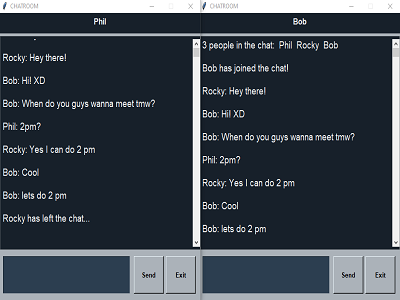 CHATROOM
Phil
Rocky: Hey there!
Bob: Hi! XD
Bob: When do you guys wanna meet tmw?
Phil: 2pm?
Rocky: Yes I can do 2 pm
Bob: Cool
Bob: lets do 2 pm
Rocky has left the chat...
Send
Exit
CHATROOM
Bob
3 people in the chat: Phil Rocky Bob
Bob has joined the chat!
Rocky: Hey there!
Bob: Hi! XD
Bob: When do you guys wanna meet tmw?
Phil: 2pm?
Rocky: Yes I can do 2 pm
Bob: Cool
Bob: lets do 2 pm
Send
Exit